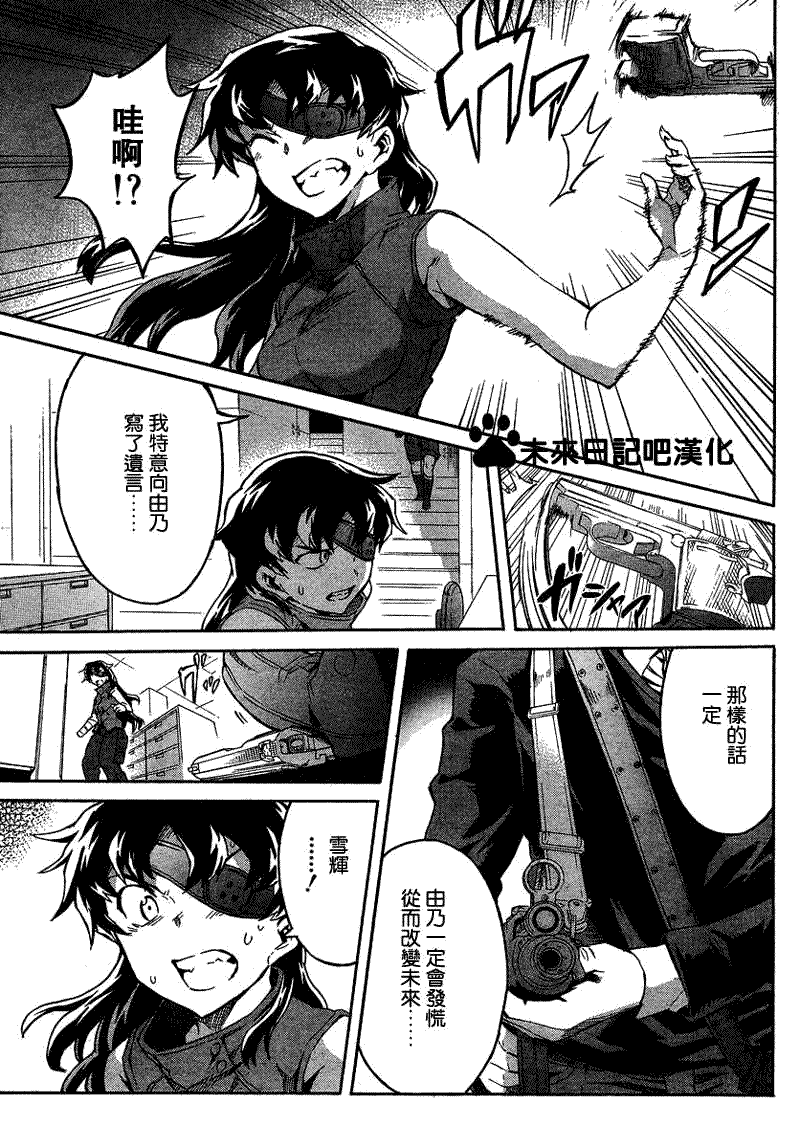 哇啊!?
ガッ
我特意向由乃
寫了遺言……
未來日記吧漢化
ガシャァ
那樣的話
一定
由乃一定會發慌
從而改變未來……
雪輝
……!